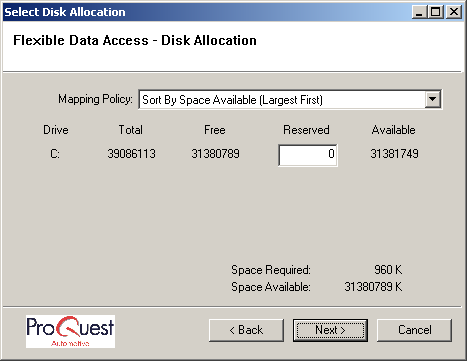 Select Disk Allocation
Flexible Data Access - Disk Allocation
Mapping Policy: Sort By Space Available (Largest First)
Drive Total Free Reserved Available
C: 39086113 31380789 0 31381749
Space Required: 960 K
Space Available: 31380789 K
ProQuest
Automotive
< Back Next > Cancel